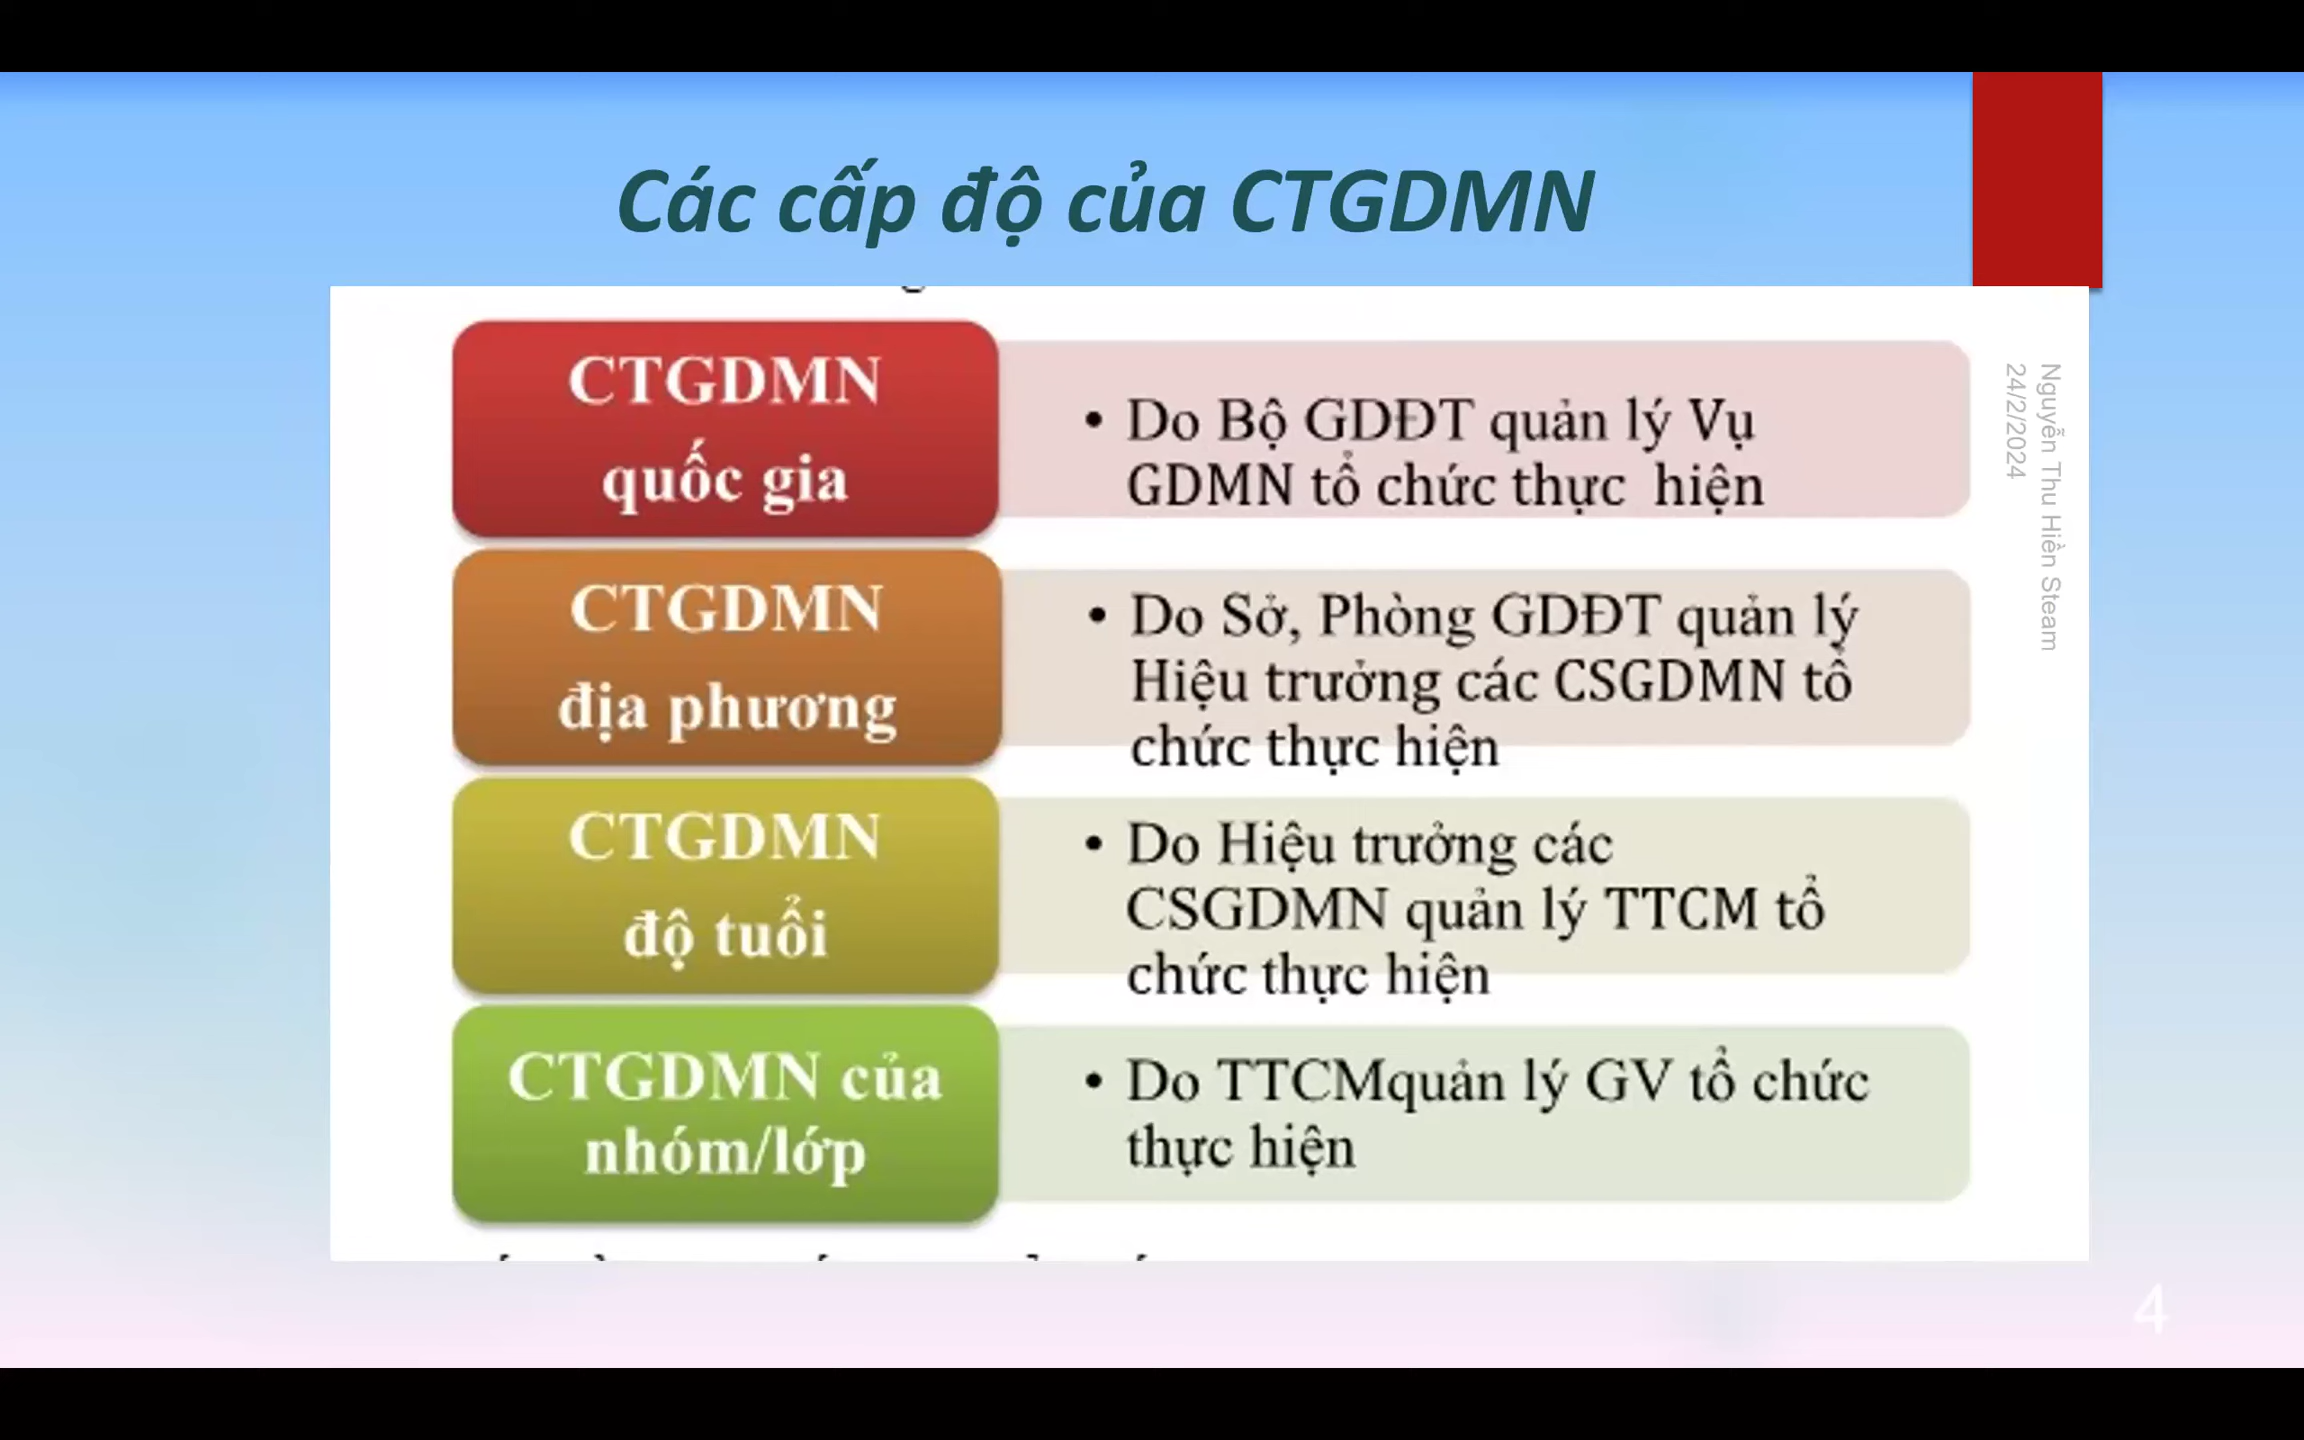 Các cấp độ của CTGDMN
CTGDMN
quốc gia
• Do Bộ GDĐT quản lý Vụ
GDMN tổ chức thực hiện
CTGDMN
địa phương
• Do Sở, Phòng GDĐT quản lý
Hiệu trưởng các CSGDMN tổ
chức thực hiện
CTGDMN
độ tuổi
• Do Hiệu trưởng các
CSGDMN quản lý TTCM tổ
chức thực hiện
CTGDMN của
nhóm/lớp
• Do TTCMquản lý GV tổ chức
thực hiện
Nguyễn Thu Hiền Steam
24/2/2024
4